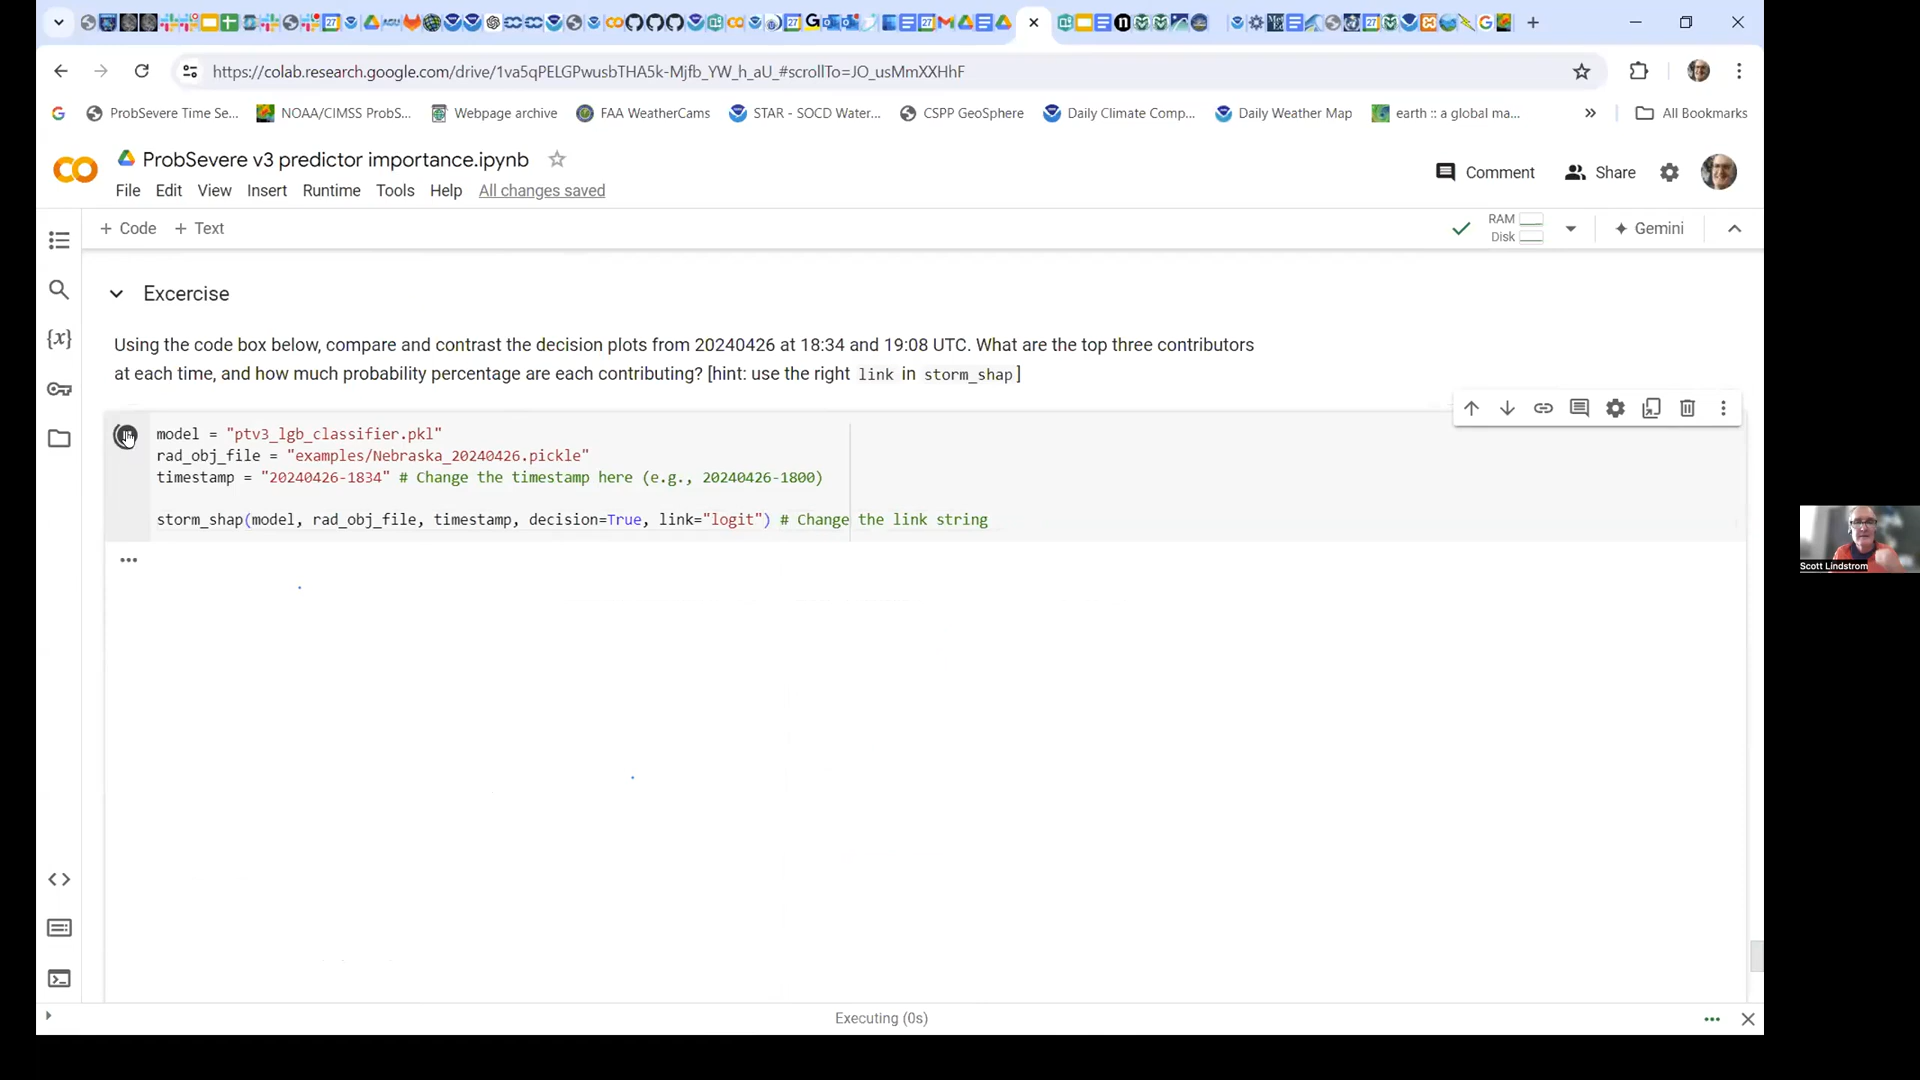 https://colab.research.google.com/drive/1va5qPELGPwusbTHA5k-Mjfb_YW_h_aU_#scrollTo=JO_usMmXXHhF
ProbSevere Time Se... NOAA/CIMSS ProbS... Webpage archive FAA WeatherCams STAR - SOCD Water... CSPP GeoSphere Daily Climate Comp... Daily Weather Map earth :: a global ma... » All Bookmarks
ProbSevere v3 predictor importance.ipynb
Comment Share
File Edit View Insert Runtime Tools Help All changes saved
+ Code + Text
RAM
Disk
Gemini
Excercise
Using the code box below, compare and contrast the decision plots from 20240426 at 18:34 and 19:08 UTC. What are the top three contributors
at each time, and how much probability percentage are each contributing? [hint: use the right link in storm_shap]
model = "ptv3_lgb_classifier.pkl"
rad_obj_file = "examples/Nebraska_20240426.pickle"
timestamp = "20240426-1834" # Change the timestamp here (e.g., 20240426-1800)
storm_shap(model, rad_obj_file, timestamp, decision=True, link="logit") # Change the link string
Scott Lindstrom
Executing (0s)